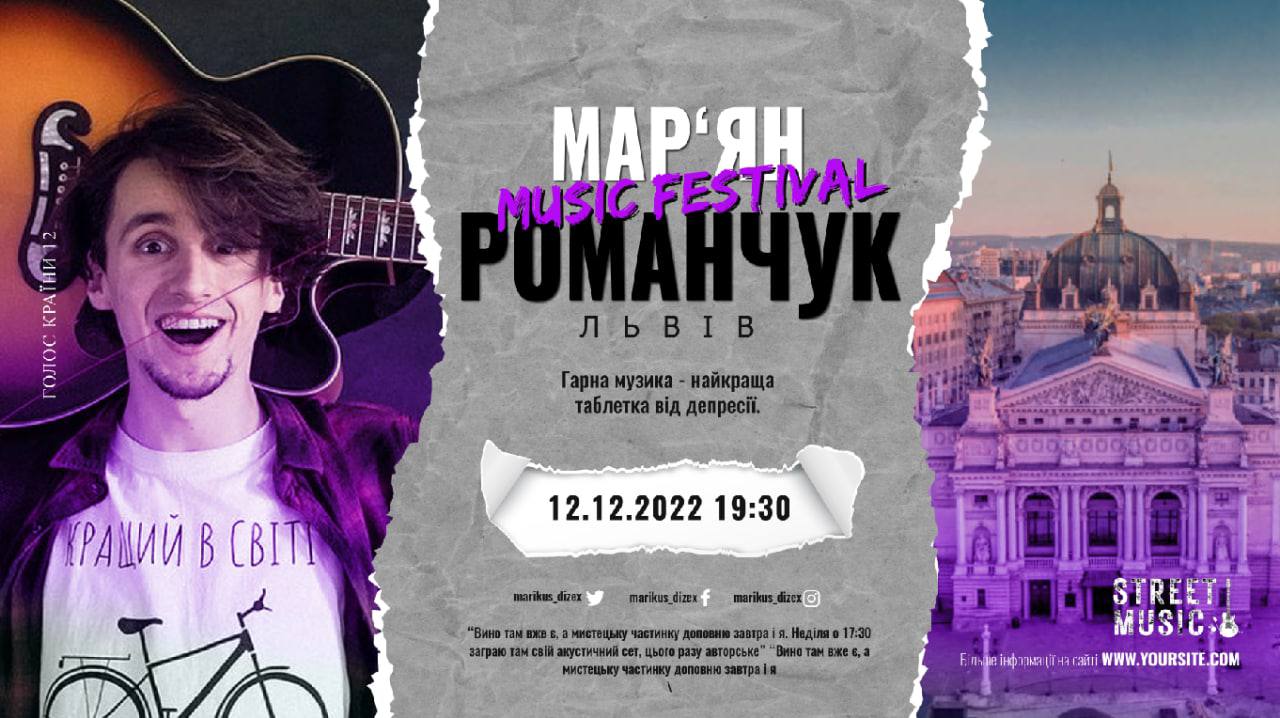 ГОЛОС КРАЇНИ 12
КРАЩИЙ В СВІТІ
МАР‘ЯН
MUSIC FESTIVAL
РОМАНЧУК
ЛЬВІВ
Гарна музика - найкраща
таблетка від депресії.
12.12.2022 19:30
marikus_dizex
marikus_dizex
marikus_dizex
“Вино там вже є, а мистецьку частинку доповню завтра і я. Неділя о 17:30
заграю там свій акустичний сет, цього разу авторське” “Вино там вже є, а
мистецьку частинку доповню завтра і я
\
STREET
MUSIC
Більше інформації на сайті WWW.YOURSITE.COM